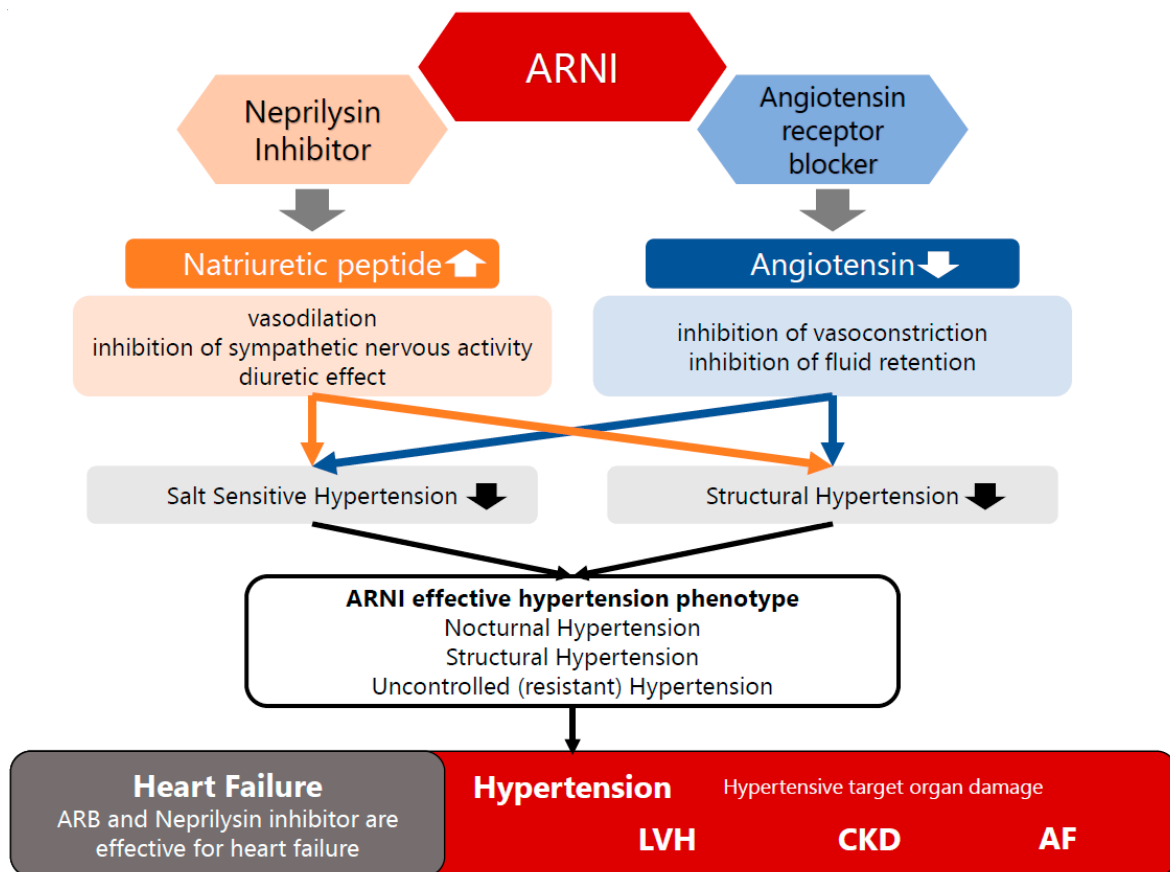 ARNI
Neprilysin
Inhibitor
Angiotensin
receptor
blocker
Natriuretic peptide
Angiotensin
vasodilation
inhibition of sympathetic nervous activity
diuretic effect
inhibition of vasoconstriction
inhibition of fluid retention
Salt Sensitive Hypertension
Structural Hypertension
ARNI effective hypertension phenotype
Nocturnal Hypertension
Structural Hypertension
Uncontrolled (resistant) Hypertension
Heart Failure
ARB and Neprilysin inhibitor are
effective for heart failure
Hypertension Hypertensive target organ damage
LVH CKD AF